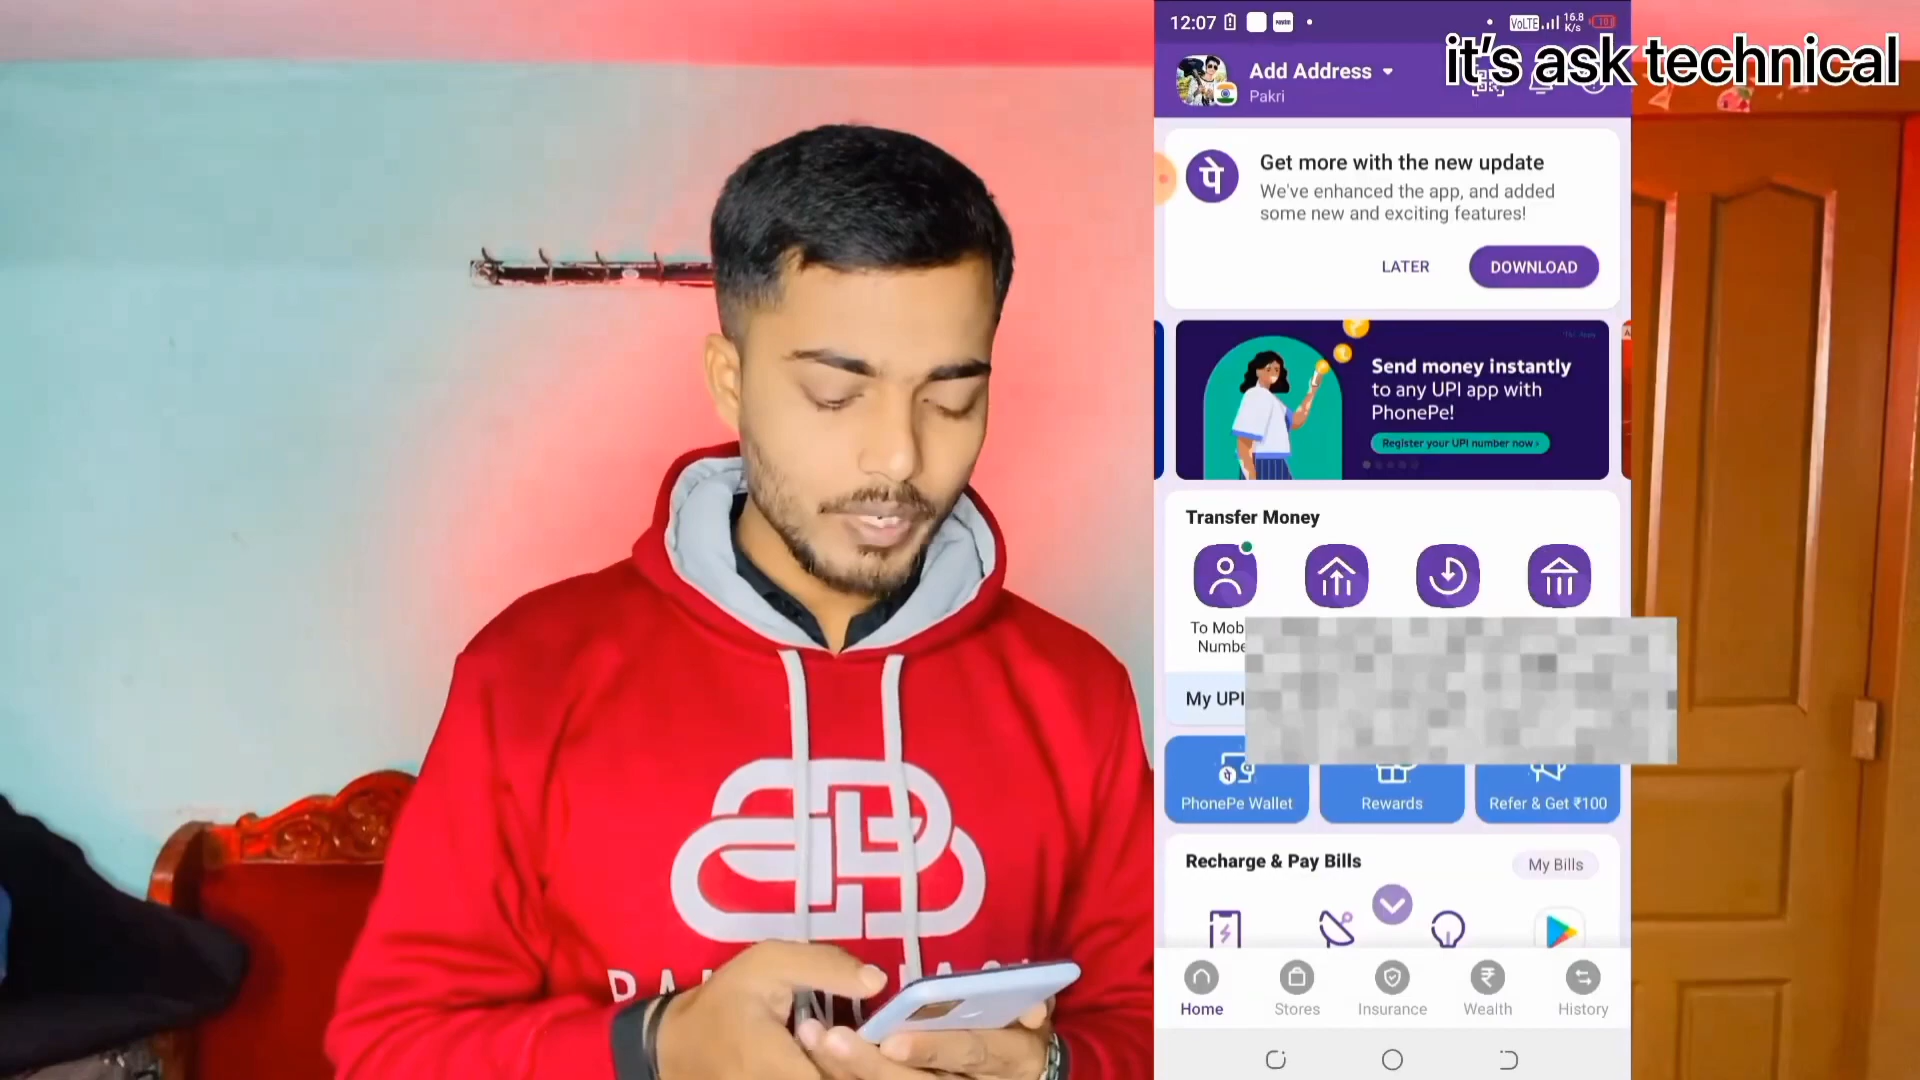 12:07
VoLTE
16.8
K/s
it's ask technical
Add Address
Pakri
पे
Get more with the new update
We've enhanced the app, and added
some new and exciting features!
LATER
DOWNLOAD
Send money instantly
to any UPI app with
PhonePe!
Register your UPI number now ›
Transfer Money
To Mob
Numbe
My UPI
पे
PhonePe Wallet
Rewards
Refer & Get ₹100
Recharge & Pay Bills
My Bills
Home
Stores
Insurance
Wealth
History